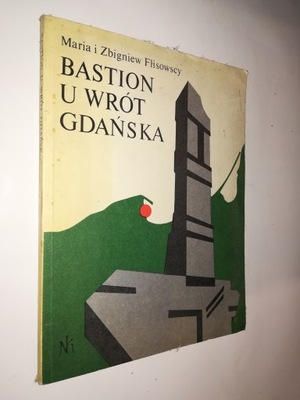 Maria i Zbigniew Flisowscy
BASTION
U WRÓT
GDAŃSKA